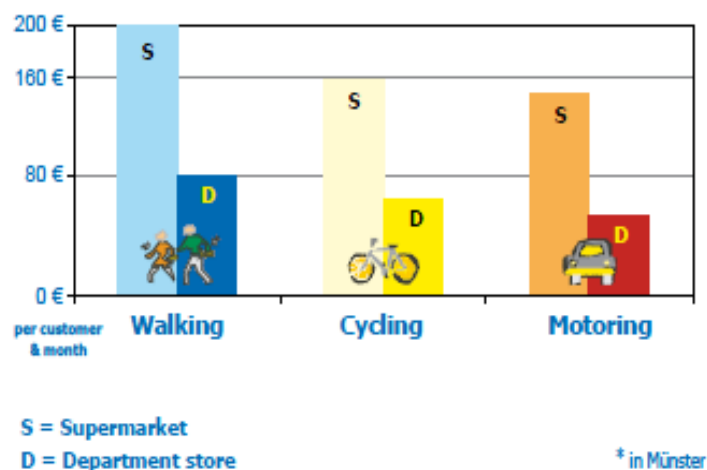 200 €
S
160 €
S
S
80 €
D
D
D
0 €
per customer
& month
Walking
Cycling
Motoring
S = Supermarket
D = Department store
* in Münster